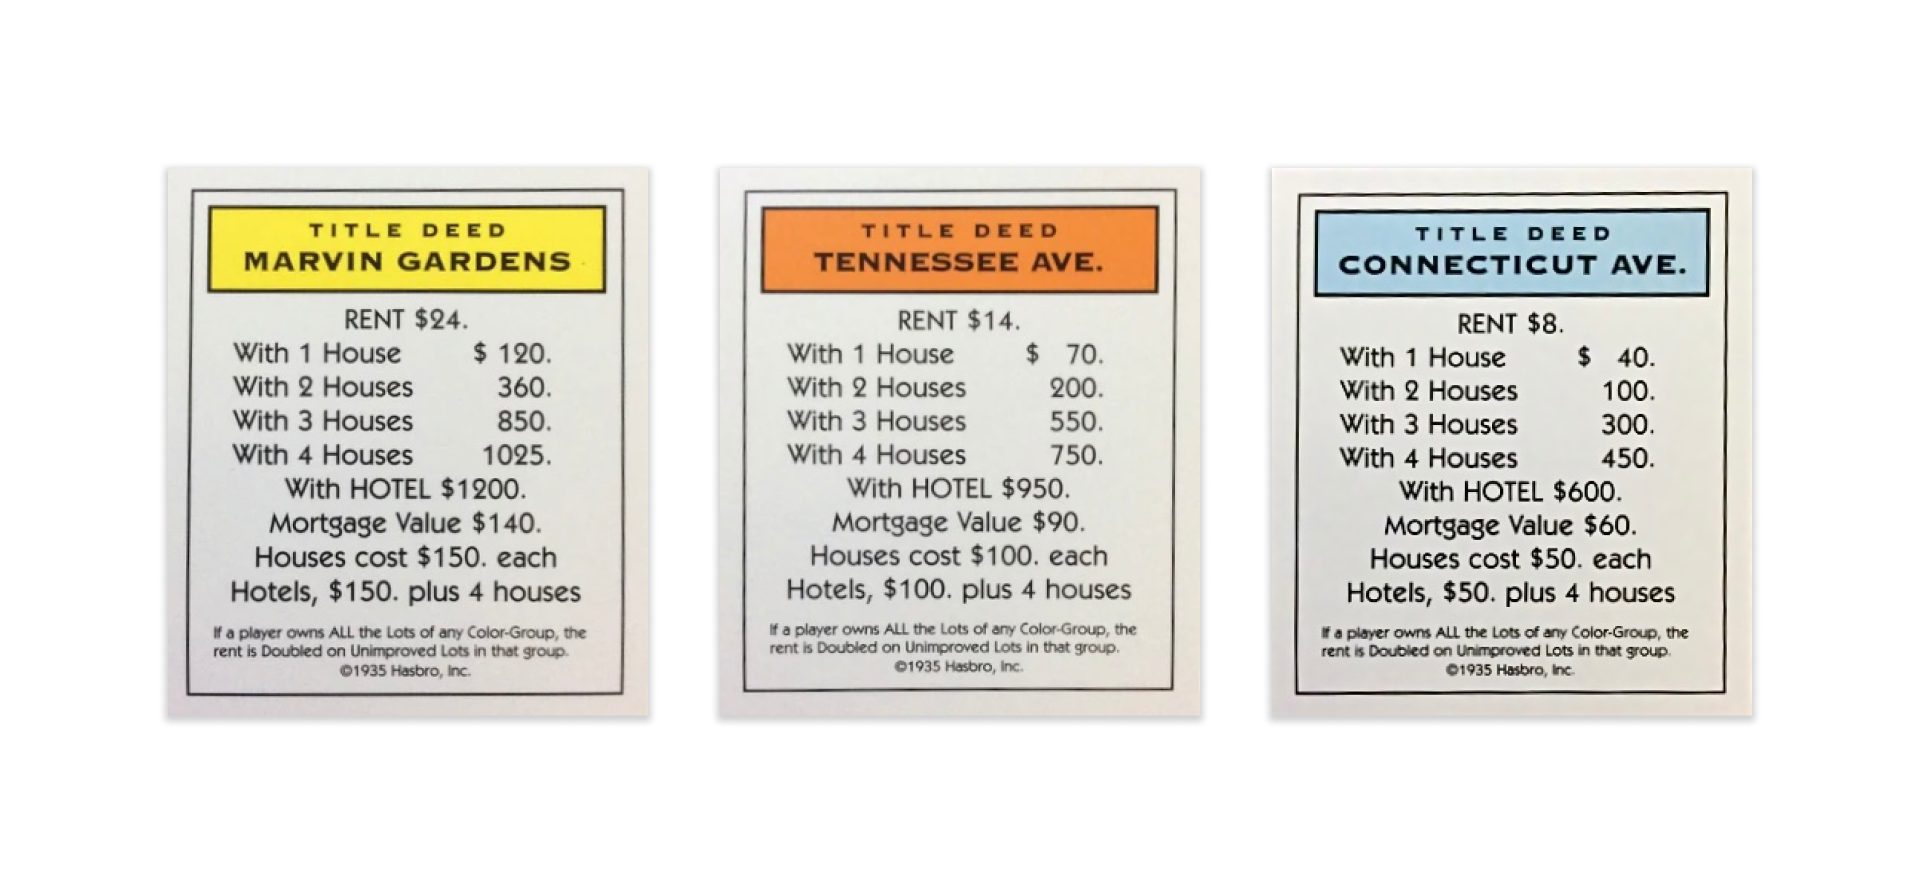 TITLE DEED
MARVIN GARDENS
RENT $24.
With 1 House $ 120.
With 2 Houses 360.
With 3 Houses 850.
With 4 Houses 1025.
With HOTEL $1200.
Mortgage Value $140.
Houses cost $150. each
Hotels, $150. plus 4 houses
If a player owns ALL the Lots of any Color-Group, the
rent is Doubled on Unimproved Lots in that group.
©1935 Hasbro, Inc.
TITLE DEED
TENNESSEE AVE.
RENT $14.
With 1 House $ 70.
With 2 Houses 200.
With 3 Houses 550.
With 4 Houses 750.
With HOTEL $950.
Mortgage Value $90.
Houses cost $100. each
Hotels, $100. plus 4 houses
If a player owns ALL the Lots of any Color-Group, the
rent is Doubled on Unimproved Lots in that group.
©1935 Hasbro, Inc.
TITLE DEED
CONNECTICUT AVE.
RENT $8.
With 1 House $ 40.
With 2 Houses 100.
With 3 Houses 300.
With 4 Houses 450.
With HOTEL $600.
Mortgage Value $60.
Houses cost $50. each
Hotels, $50. plus 4 houses
If a player owns ALL the Lots of any Color-Group, the
rent is Doubled on Unimproved Lots in that group.
©1935 Hasbro, Inc.